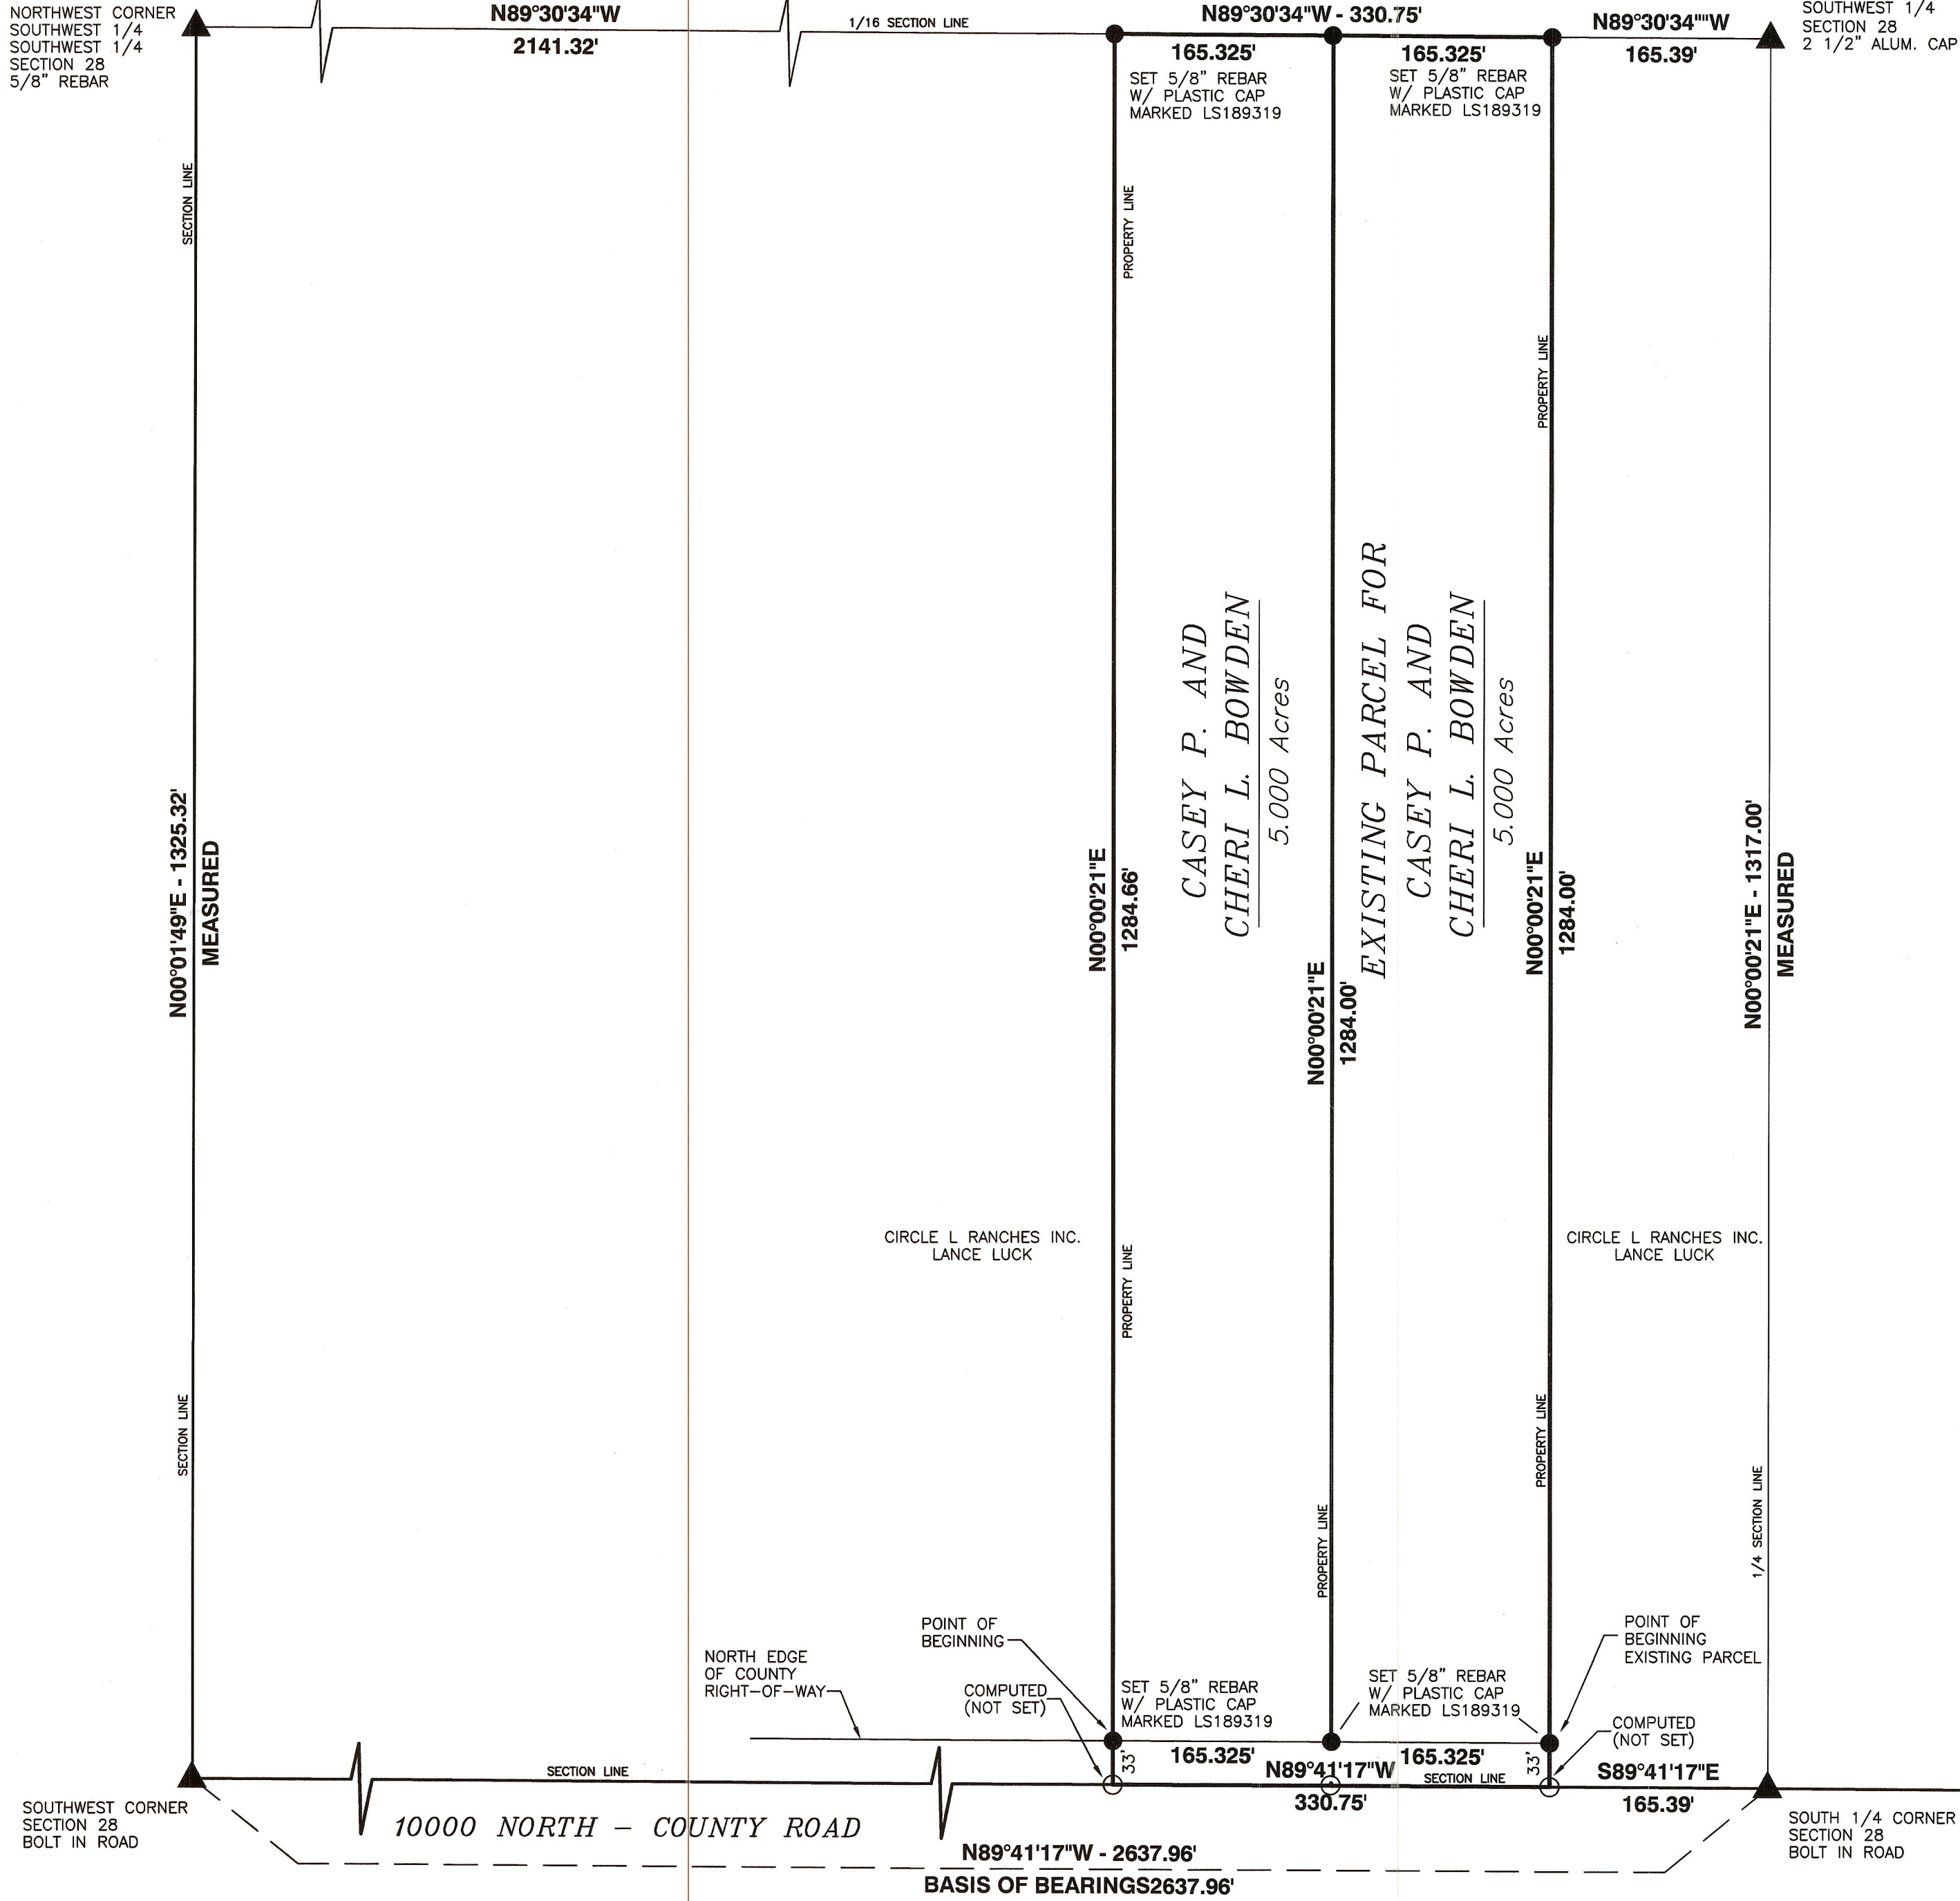 NORTHWEST CORNER
SOUTHWEST 1/4
SOUTHWEST 1/4
SECTION 28
5/8" REBAR
N89°30'34"W
2141.32'
1/16 SECTION LINE
N89°30'34"W - 330.75'
165.325'
165.325'
SET 5/8" REBAR
W/ PLASTIC CAP
MARKED LS189319
SET 5/8" REBAR
W/ PLASTIC CAP
MARKED LS189319
N89°30'34""W
165.39'
SOUTHWEST 1/4
SECTION 28
2 1/2" ALUM. CAP
SECTION LINE
PROPERTY LINE
PROPERTY LINE
N00°01'49"E - 1325.32'
MEASURED
N00°00'21"E
1284.66'
CASEY P. AND
CHERI L. BOWDEN
5.000 Acres
N00°00'21"E
1284.00'
EXISTING PARCEL FOR
CASEY P. AND
CHERI L. BOWDEN
5.000 Acres
N00°00'21"E
1284.00'
N00°00'21"E - 1317.00'
MEASURED
CIRCLE L RANCHES INC.
LANCE LUCK
CIRCLE L RANCHES INC.
LANCE LUCK
SECTION LINE
PROPERTY LINE
PROPERTY LINE
PROPERTY LINE
1/4 SECTION LINE
POINT OF
BEGINNING
NORTH EDGE
OF COUNTY
RIGHT-OF-WAY
COMPUTED
(NOT SET)
SET 5/8" REBAR
W/ PLASTIC CAP
MARKED LS189319
SET 5/8" REBAR
W/ PLASTIC CAP
MARKED LS189319
POINT OF
BEGINNING
EXISTING PARCEL
COMPUTED
(NOT SET)
33'
165.325'
165.325'
33'
SECTION LINE
N89°41'17"W
SECTION LINE
S89°41'17"E
330.75'
165.39'
SOUTHWEST CORNER
SECTION 28
BOLT IN ROAD
10000 NORTH - COUNTY ROAD
SOUTH 1/4 CORNER
SECTION 28
BOLT IN ROAD
N89°41'17"W - 2637.96'
BASIS OF BEARINGS2637.96'